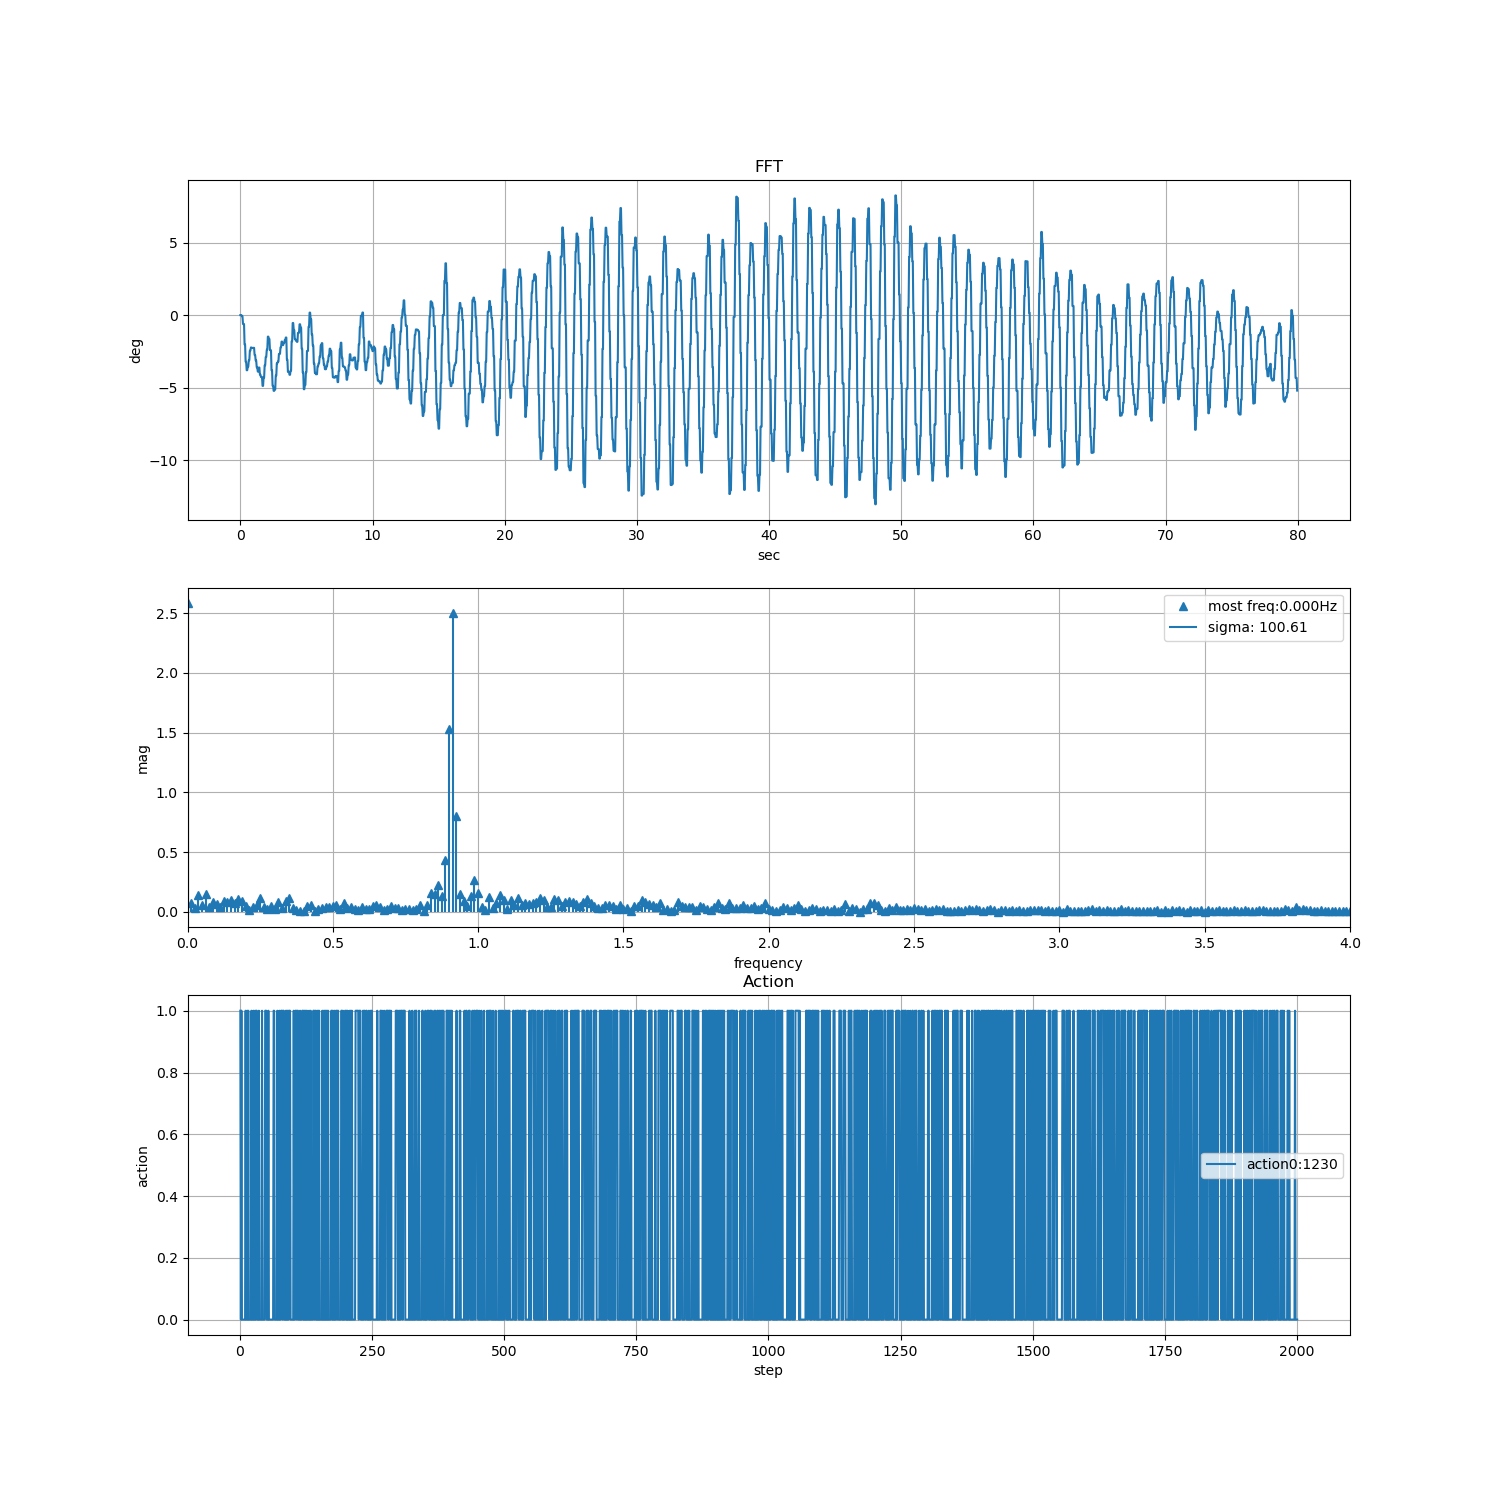 FFT
5
0
−5
−10
deg
0 10 20 30 40 50 60 70 80
sec
2.5
2.0
1.5
1.0
0.5
0.0
mag
most freq:0.000Hz
sigma: 100.61
0.0 0.5 1.0 1.5 2.0 2.5 3.0 3.5 4.0
frequency
Action
1.0
0.8
0.6
0.4
0.2
0.0
action
action0:1230
0 250 500 750 1000 1250 1500 1750 2000
step